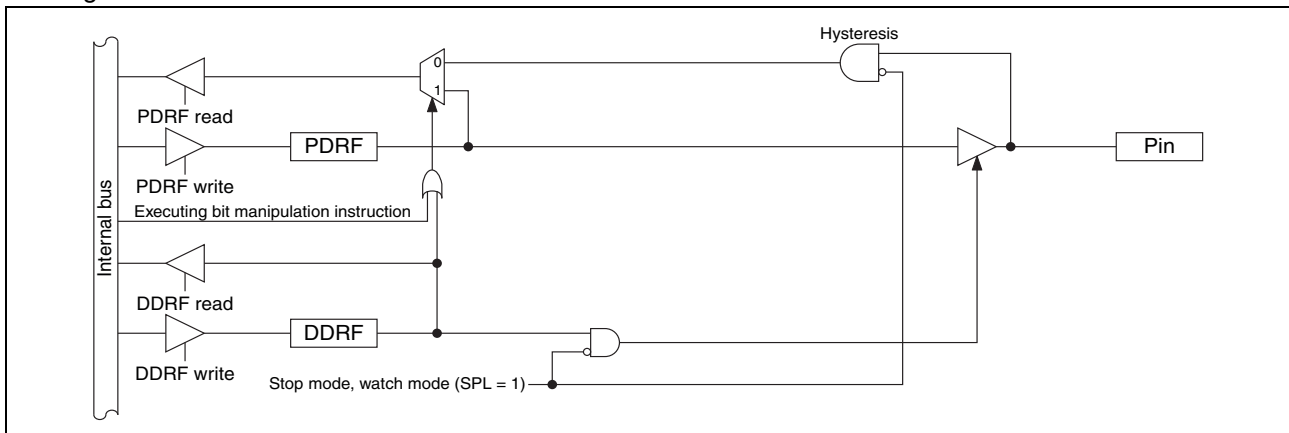 Hysteresis
0
1
PDRF read
PDRF
Pin
PDRF write
Executing bit manipulation instruction
Internal bus
DDRF read
DDRF
DDRF write
Stop mode, watch mode (SPL = 1)